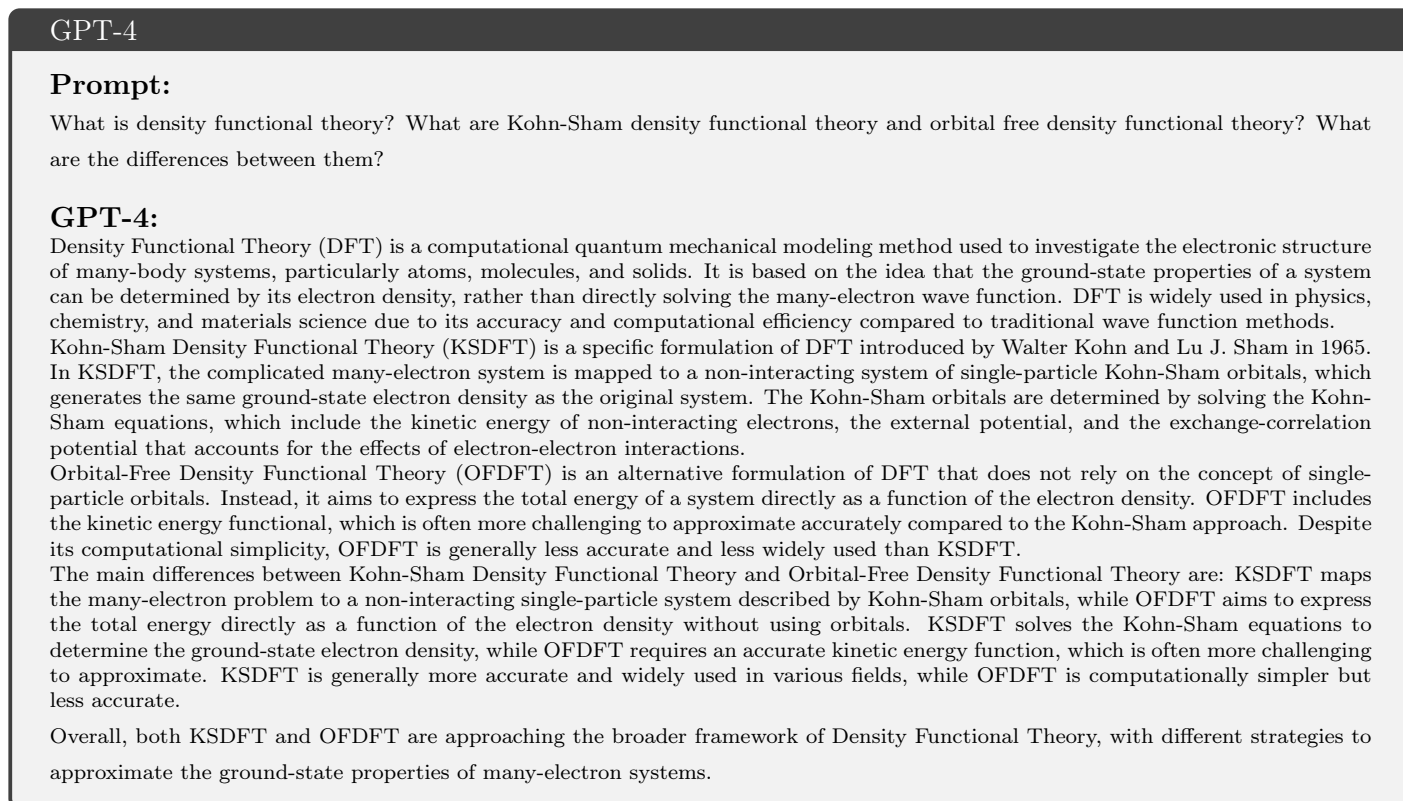 GPT-4
Prompt:
What is density functional theory? What are Kohn-Sham density functional theory and orbital free density functional theory? What
are the differences between them?
GPT-4:
Density Functional Theory (DFT) is a computational quantum mechanical modeling method used to investigate the electronic structure
of many-body systems, particularly atoms, molecules, and solids. It is based on the idea that the ground-state properties of a system
can be determined by its electron density, rather than directly solving the many-electron wave function. DFT is widely used in physics,
chemistry, and materials science due to its accuracy and computational efficiency compared to traditional wave function methods.
Kohn-Sham Density Functional Theory (KSDFT) is a specific formulation of DFT introduced by Walter Kohn and Lu J. Sham in 1965.
In KSDFT, the complicated many-electron system is mapped to a non-interacting system of single-particle Kohn-Sham orbitals, which
generates the same ground-state electron density as the original system. The Kohn-Sham orbitals are determined by solving the Kohn-
Sham equations, which include the kinetic energy of non-interacting electrons, the external potential, and the exchange-correlation
potential that accounts for the effects of electron-electron interactions.
Orbital-Free Density Functional Theory (OFDFT) is an alternative formulation of DFT that does not rely on the concept of single-
particle orbitals. Instead, it aims to express the total energy of a system directly as a function of the electron density. OFDFT includes
the kinetic energy functional, which is often more challenging to approximate accurately compared to the Kohn-Sham approach. Despite
its computational simplicity, OFDFT is generally less accurate and less widely used than KSDFT.
The main differences between Kohn-Sham Density Functional Theory and Orbital-Free Density Functional Theory are: KSDFT maps
the many-electron problem to a non-interacting single-particle system described by Kohn-Sham orbitals, while OFDFT aims to express
the total energy directly as a function of the electron density without using orbitals. KSDFT solves the Kohn-Sham equations to
determine the ground-state electron density, while OFDFT requires an accurate kinetic energy function, which is often more challenging
to approximate. KSDFT is generally more accurate and widely used in various fields, while OFDFT is computationally simpler but
less accurate.
Overall, both KSDFT and OFDFT are approaching the broader framework of Density Functional Theory, with different strategies to
approximate the ground-state properties of many-electron systems.